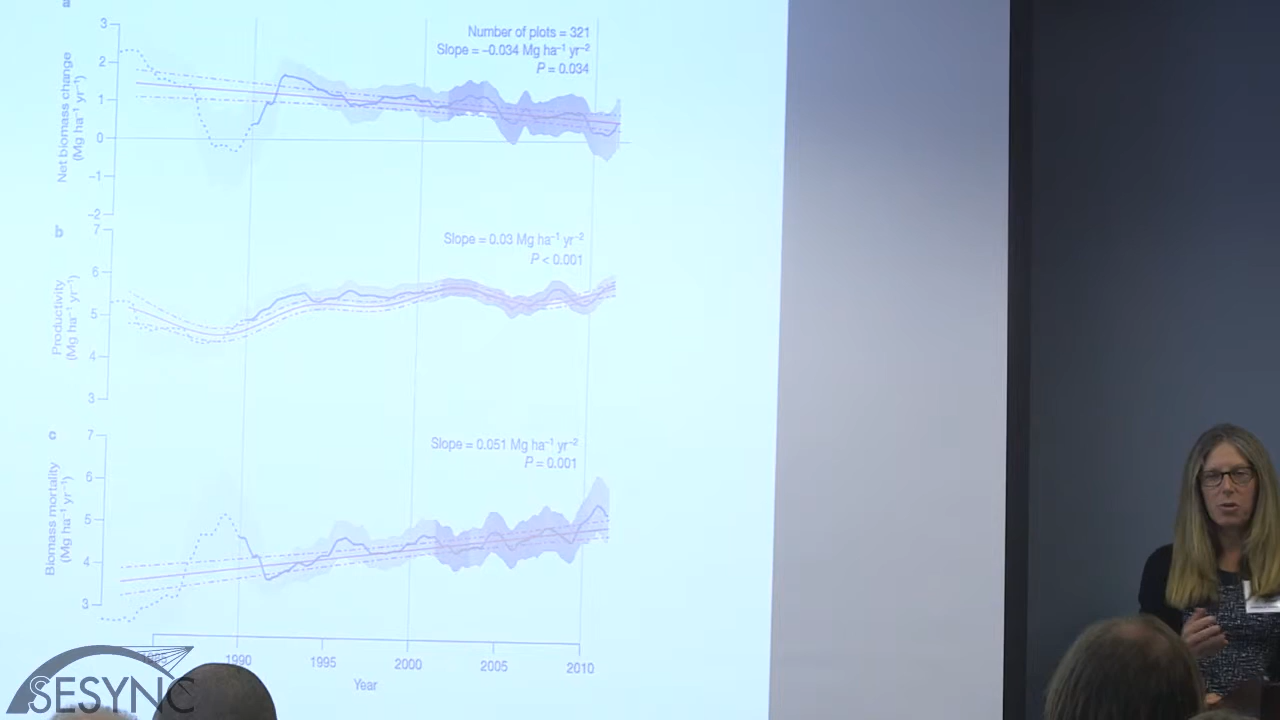 a
3
2
1
0
−1
−2
Net biomass change
(Mg ha⁻¹ yr⁻¹)
Number of plots = 321
Slope = −0.034 Mg ha⁻¹ yr⁻²
P = 0.034
b
7
6
5
4
3
Productivity
(Mg ha⁻¹ yr⁻¹)
Slope = 0.03 Mg ha⁻¹ yr⁻²
P < 0.001
c
7
6
5
4
3
Biomass mortality
(Mg ha⁻¹ yr⁻¹)
Slope = 0.051 Mg ha⁻¹ yr⁻²
P = 0.001
1985 1990 1995 2000 2005 2010
Year
SESYNC